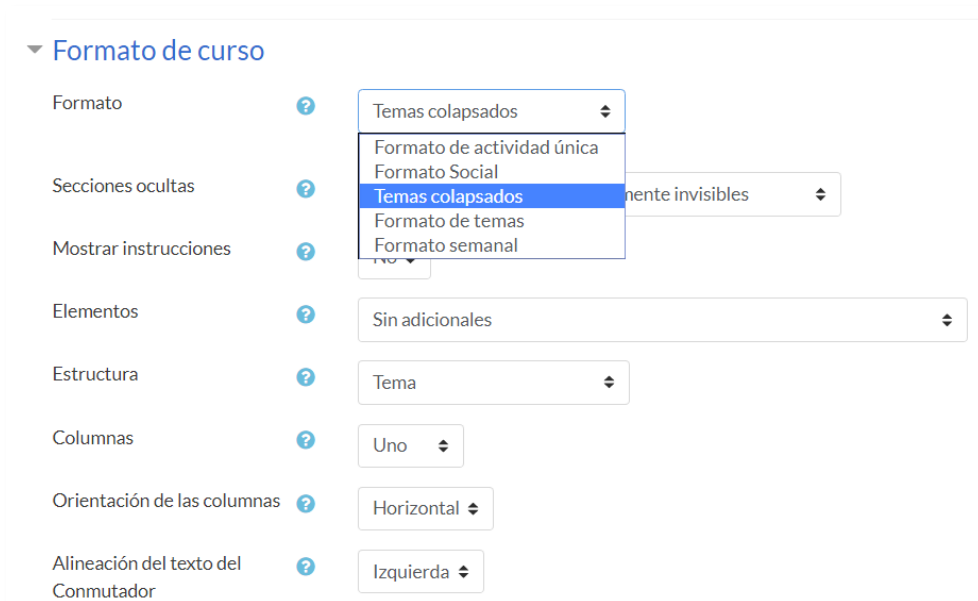 Formato de curso
Formato
Temas colapsados
Formato de actividad única
Formato Social
Temas colapsados
Formato de temas
Formato semanal
Secciones ocultas
invisibles
Mostrar instrucciones
No
Elementos
Sin adicionales
Estructura
Tema
Columnas
Uno
Orientación de las columnas
Horizontal
Alineación del texto del
Conmutador
Izquierda